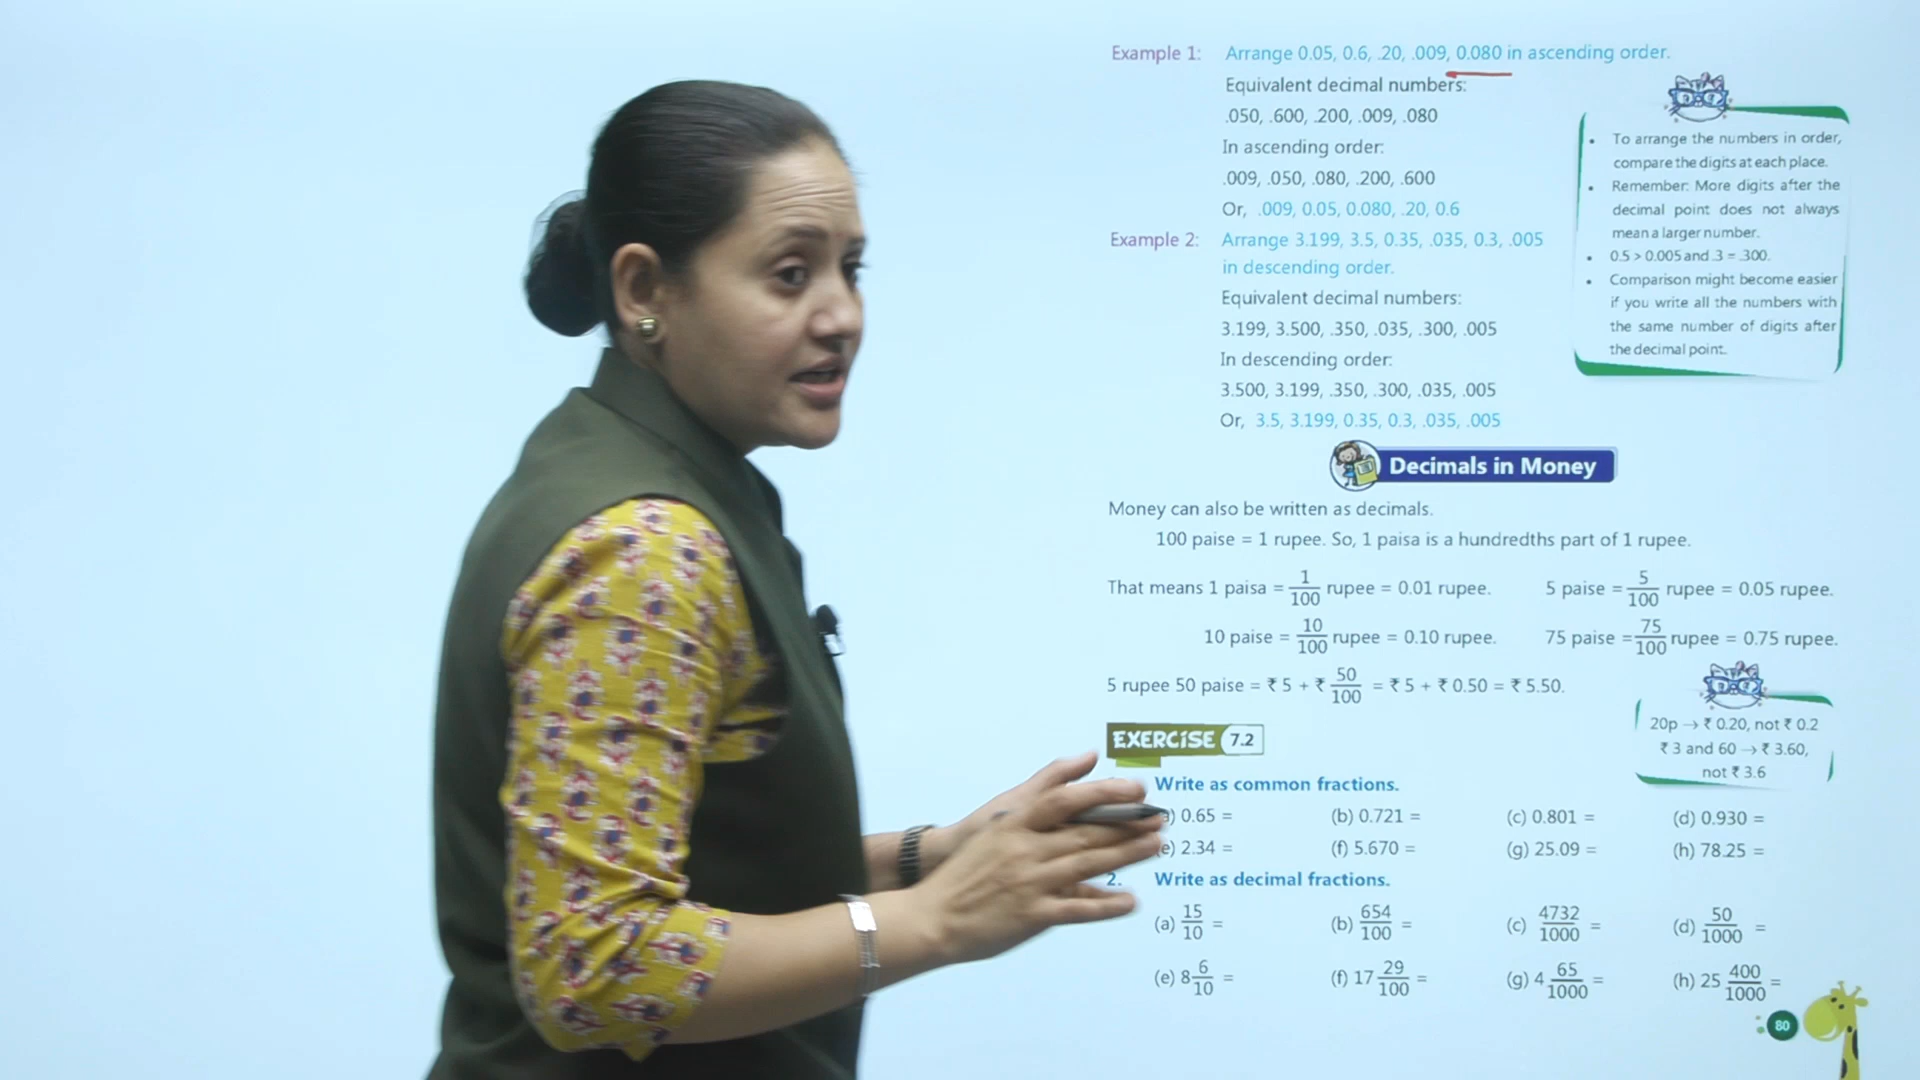 Example 1: Arrange 0.05, 0.6, .20, .009, 0.080 in ascending order.
Equivalent decimal numbers:
.050, .600, .200, .009, .080
In ascending order:
.009, .050, .080, .200, .600
Or, .009, 0.05, 0.080, .20, 0.6
• To arrange the numbers in order,
compare the digits at each place.
• Remember: More digits after the
decimal point does not always
mean a larger number.
• 0.5 > 0.005 and .3 = .300.
• Comparison might become easier
if you write all the numbers with
the same number of digits after
the decimal point.
Example 2: Arrange 3.199, 3.5, 0.35, .035, 0.3, .005
in descending order.
Equivalent decimal numbers:
3.199, 3.500, .350, .035, .300, .005
In descending order:
3.500, 3.199, .350, .300, .035, .005
Or, 3.5, 3.199, 0.35, 0.3, .035, .005
Decimals in Money
Money can also be written as decimals.
100 paise = 1 rupee. So, 1 paisa is a hundredths part of 1 rupee.
That means 1 paisa = 1/100 rupee = 0.01 rupee. 5 paise = 5/100 rupee = 0.05 rupee.
10 paise = 10/100 rupee = 0.10 rupee. 75 paise = 75/100 rupee = 0.75 rupee.
5 rupee 50 paise = ₹ 5 + ₹ 50/100 = ₹ 5 + ₹ 0.50 = ₹ 5.50.
20p → ₹ 0.20, not ₹ 0.2
₹ 3 and 60 → ₹ 3.60,
not ₹ 3.6
EXERCISE 7.2
Write as common fractions.
a) 0.65 = (b) 0.721 = (c) 0.801 = (d) 0.930 =
e) 2.34 = (f) 5.670 = (g) 25.09 = (h) 78.25 =
2. Write as decimal fractions.
(a) 15/10 = (b) 654/100 = (c) 4732/1000 = (d) 50/1000 =
(e) 8 6/10 = (f) 17 29/100 = (g) 4 65/1000 = (h) 25 400/1000 =
80